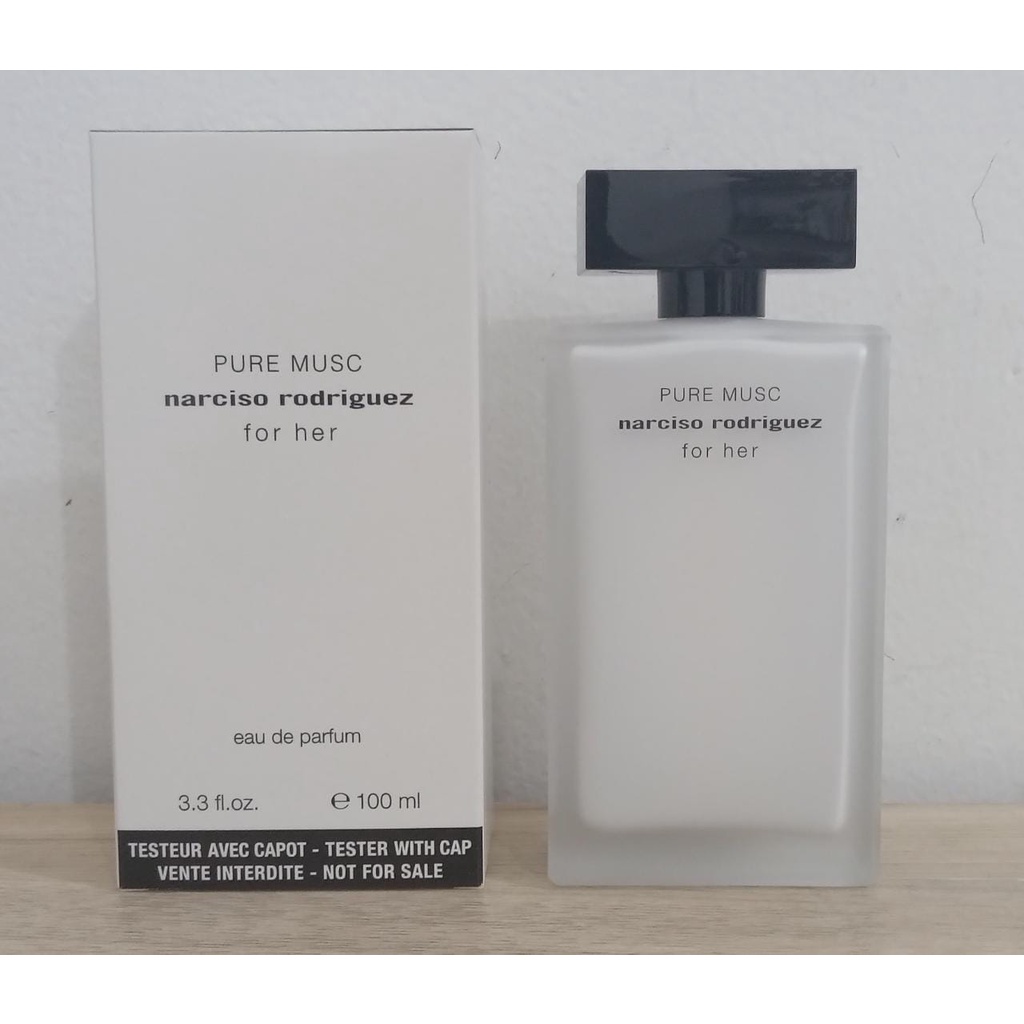 PURE MUSC
narciso rodriguez
for her
eau de parfum
3.3 fl.oz. ℮ 100 ml
TESTEUR AVEC CAPOT - TESTER WITH CAP
VENTE INTERDITE - NOT FOR SALE
PURE MUSC
narciso rodriguez
for her